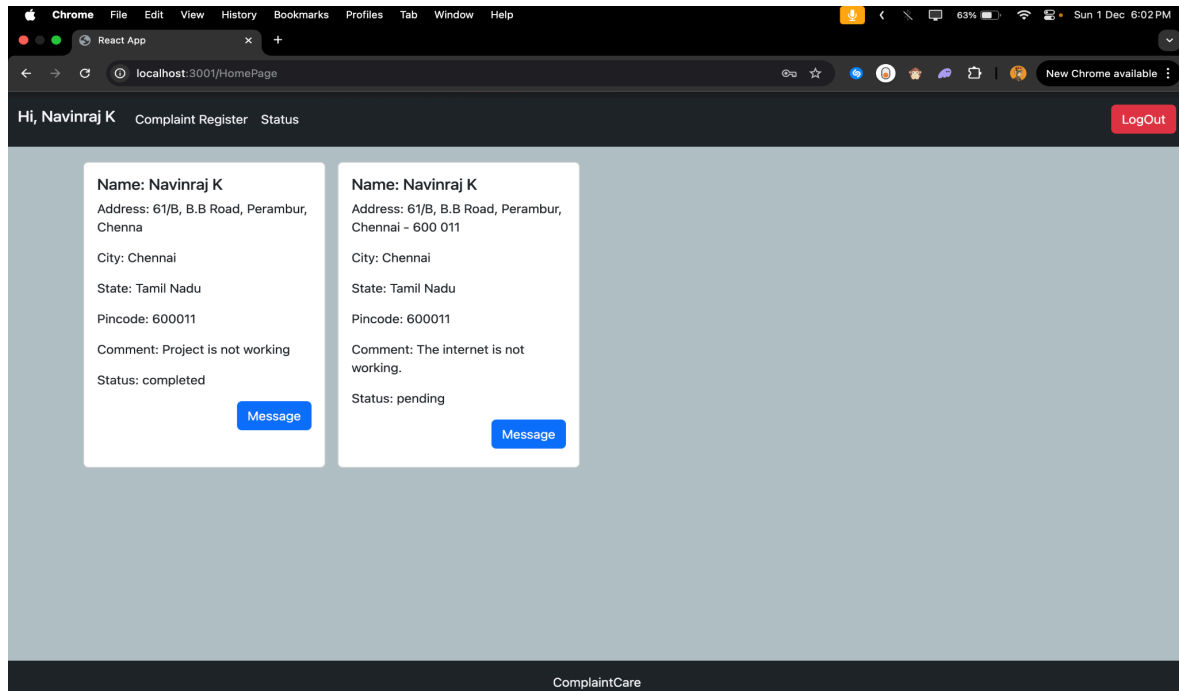 Chrome File Edit View History Bookmarks Profiles Tab Window Help 63% Sun 1 Dec 6:02 PM
React App
localhost:3001/HomePage New Chrome available
Hi, Navinraj K Complaint Register Status LogOut
Name: Navinraj K
Address: 61/B, B.B Road, Perambur,
Chenna
City: Chennai
State: Tamil Nadu
Pincode: 600011
Comment: Project is not working
Status: completed
Message
Name: Navinraj K
Address: 61/B, B.B Road, Perambur,
Chennai - 600 011
City: Chennai
State: Tamil Nadu
Pincode: 600011
Comment: The internet is not
working.
Status: pending
Message
ComplaintCare